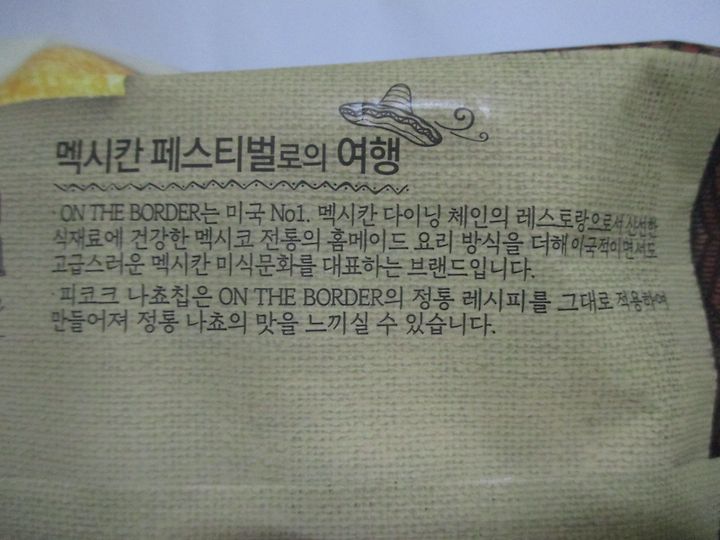 멕시칸 페스티벌로의 여행
· ON THE BORDER는 미국 No1. 멕시칸 다이닝 체인의 레스토랑으로서 신선한
식재료에 건강한 멕시코 전통의 홈메이드 요리 방식을 더해 이국적이면서도
고급스러운 멕시칸 미식문화를 대표하는 브랜드입니다.
· 피코크 나쵸칩은 ON THE BORDER의 정통 레시피를 그대로 적용하여
만들어져 정통 나쵸의 맛을 느끼실 수 있습니다.